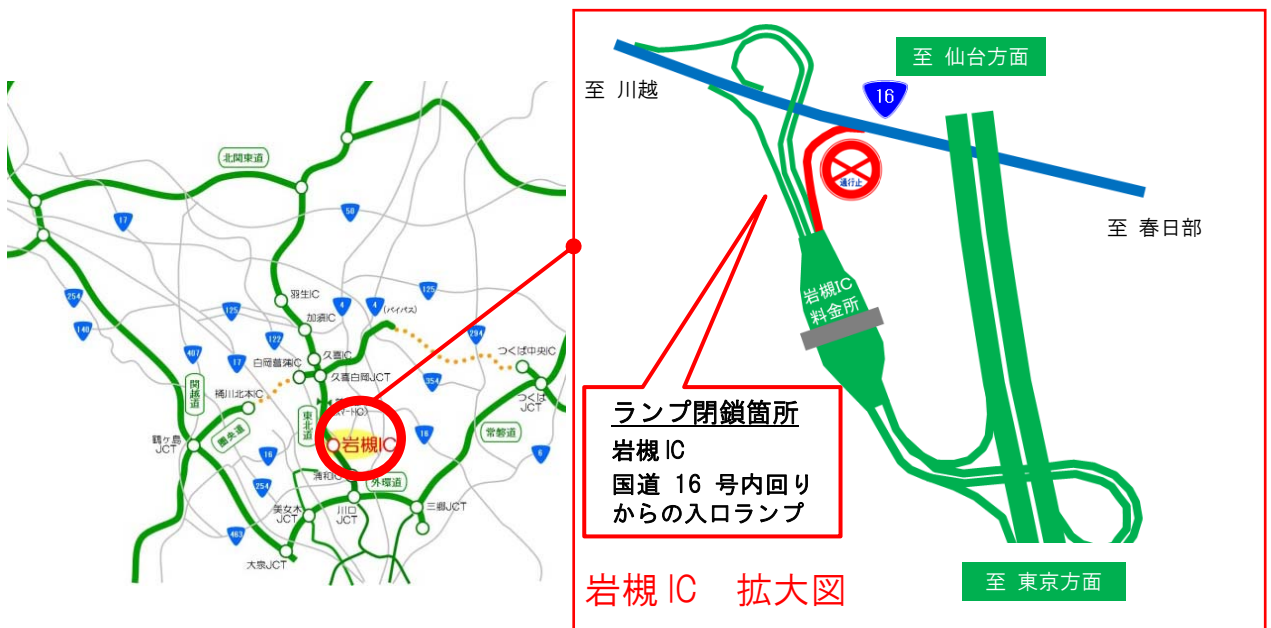 北関東道
17
50
254
140
125
4
4
(バイパス)
125
羽生IC
加須IC
122
407
17
294
白岡菖蒲IC
久喜IC
久喜白岡JCT
つくば中央IC
つくば
JCT
354
関越道
桶川北本IC
東北道
鶴ヶ島
JCT
圏央道
岩槻IC
16
常磐道
6
16
254
浦和IC
外環道
美女木
JCT
川口
JCT
三郷JCT
463
大泉JCT
至 仙台方面
至 川越
16
通行止
至 春日部
岩槻IC
料金所
ランプ閉鎖箇所
岩槻IC
国道 16 号内回り
からの入口ランプ
岩槻IC 拡大図
至 東京方面